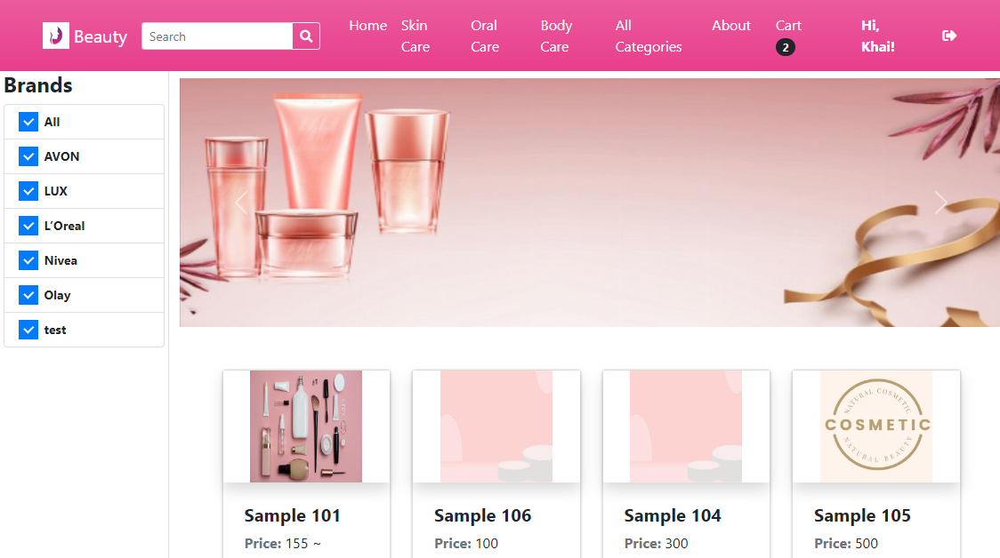 Beauty
Search
Home
Skin Care
Oral Care
Body Care
All Categories
About
Cart 2
Hi, Khai!
Brands
All
AVON
LUX
L’Oreal
Nivea
Olay
test
NATURAL COSMETIC
COSMETIC
NATURAL BEAUTY
Sample 101
Price: 155 ~
Sample 106
Price: 100
Sample 104
Price: 300
Sample 105
Price: 500